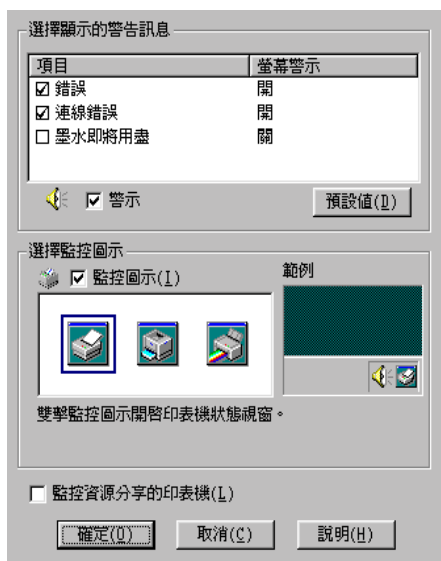 選擇顯示的警告訊息
項目 螢幕警示
錯誤 開
連線錯誤 開
墨水即將用盡 關
警示 預設值(D)
選擇監控圖示
監控圖示(I) 範例
雙擊監控圖示開啓印表機狀態視窗。
監控資源分享的印表機(L)
確定(O) 取消(C) 說明(H)